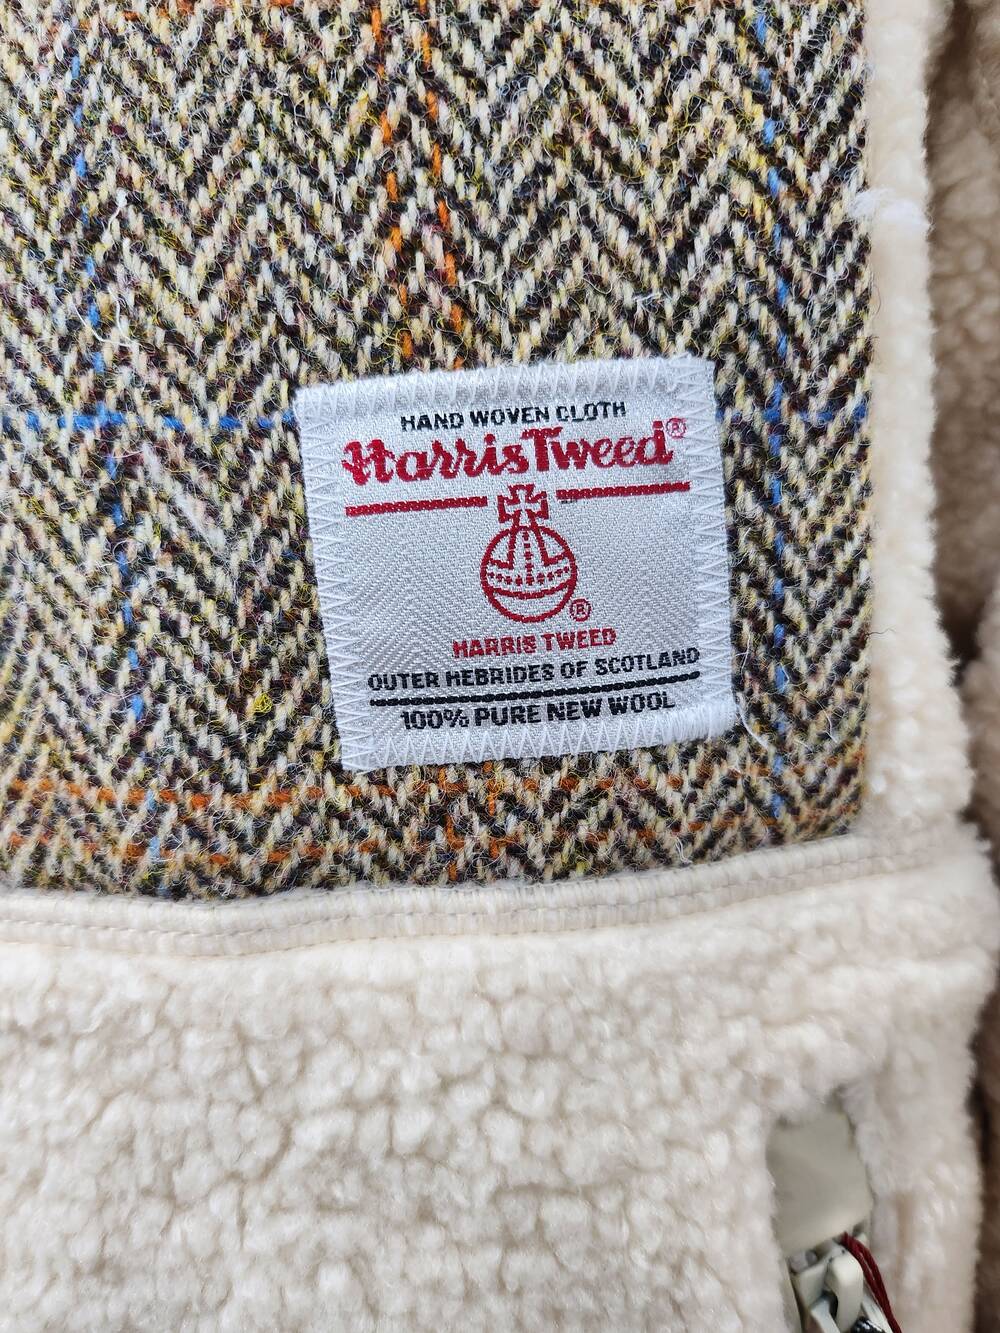 HAND WOVEN CLOTH
Harris Tweed®
®
HARRIS TWEED
OUTER HEBRIDES OF SCOTLAND
100% PURE NEW WOOL